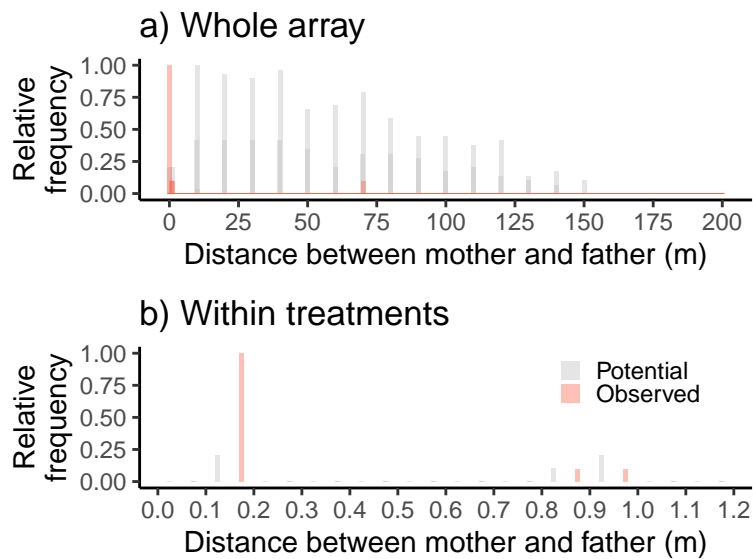 a) Whole array
Relative
frequency
1.00
0.75
0.50
0.25
0.00
0 25 50 75 100 125 150 175 200
Distance between mother and father (m)
b) Within treatments
Relative
frequency
1.00
0.75
0.50
0.25
0.00
Potential
Observed
0.0 0.1 0.2 0.3 0.4 0.5 0.6 0.7 0.8 0.9 1.0 1.1 1.2
Distance between mother and father (m)